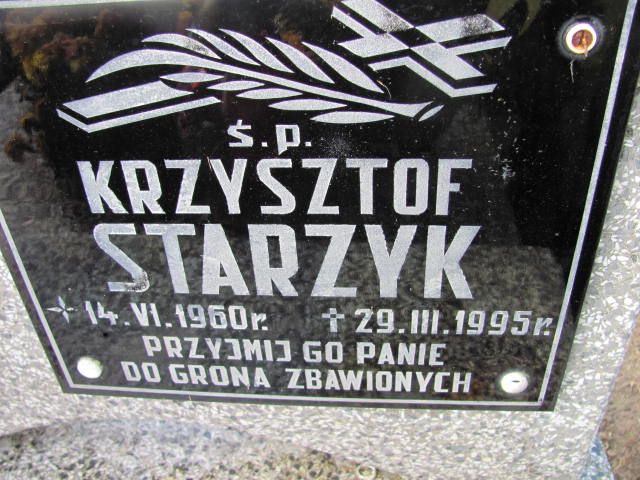 ś.p.
KRZYSZTOF
STARZYK
14.VI.1960r. 29.III.1995r.
PRZYJMIJ GO PANIE
DO GRONA ZBAWIONYCH